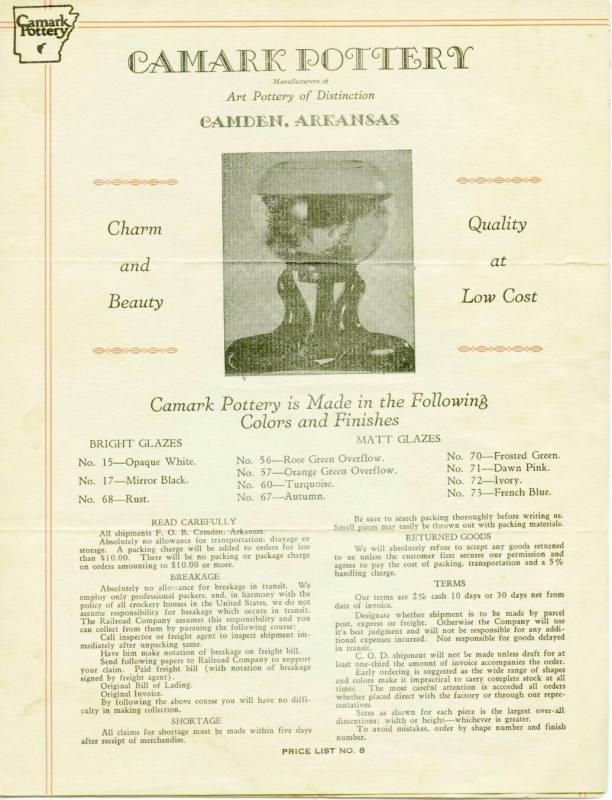 Camark
Pottery
CAMARK POTTERY
Manufacturers of
Art Pottery of Distinction
CAMDEN, ARKANSAS
Charm
and
Beauty
Quality
at
Low Cost
Camark Pottery is Made in the Following
Colors and Finishes
BRIGHT GLAZES
No. 15—Opaque White.
No. 17—Mirror Black.
No. 68—Rust.
MATT GLAZES
No. 56—Rose Green Overflow.
No. 57—Orange Green Overflow.
No. 60—Turquoise.
No. 67—Autumn.
No. 70—Frosted Green.
No. 71—Dawn Pink.
No. 72—Ivory.
No. 73—French Blue.
READ CAREFULLY
All shipments F. O. B. Camden, Arkansas.
Absolutely no allowance for transportation, drayage or
storage. A packing charge will be added to orders for less
than $10.00. There will be no packing or package charge
on orders amounting to $10.00 or more.
BREAKAGE
Absolutely no allowance for breakage in transit. We
employ only professional packers, and, in harmony with the
policy of all crockery houses in the United States, we do not
assume responsibility for breakage which occurs in transit.
The Railroad Company assumes this responsibility and you
can collect from them by pursuing the following course:
Call inspector or freight agent to inspect shipment im-
mediately after unpacking same.
Have him make notation of breakage on freight bill.
Send following papers to Railroad Company to support
your claim. Paid freight bill (with notation of breakage
signed by freight agent).
Original Bill of Lading.
Original Invoice.
By following the above course you will have no diffi-
culty in making collection.
SHORTAGE
All claims for shortage must be made within five days
after receipt of merchandise.
Be sure to search packing thoroughly before writing us.
Small pieces may easily be thrown out with packing materials.
RETURNED GOODS
We will absolutely refuse to accept any goods returned
to us unless the customer first secures our permission and
agrees to pay the cost of packing, transportation and a 5%
handling charge.
TERMS
Our terms are 2% cash 10 days or 30 days net from
date of invoice.
Designate whether shipment is to be made by parcel
post, express or freight. Otherwise the Company will use
it's best judgment and will not be responsible for any addi-
tional expenses incurred. Not responsible for goods delayed
in transit.
C. O. D. shipment will not be made unless draft for at
least one-third the amount of invoice accompanies the order.
Early ordering is suggested as the wide range of shapes
and colors make it impractical to carry complete stock at all
times. The most careful attention is accorded all orders
whether placed direct with the factory or through our repre-
sentatives.
Sizes as shown for each piece is the largest over-all
dimentions; width or height—whichever is greater.
To avoid mistakes, order by shape number and finish
number.
PRICE LIST NO. 8